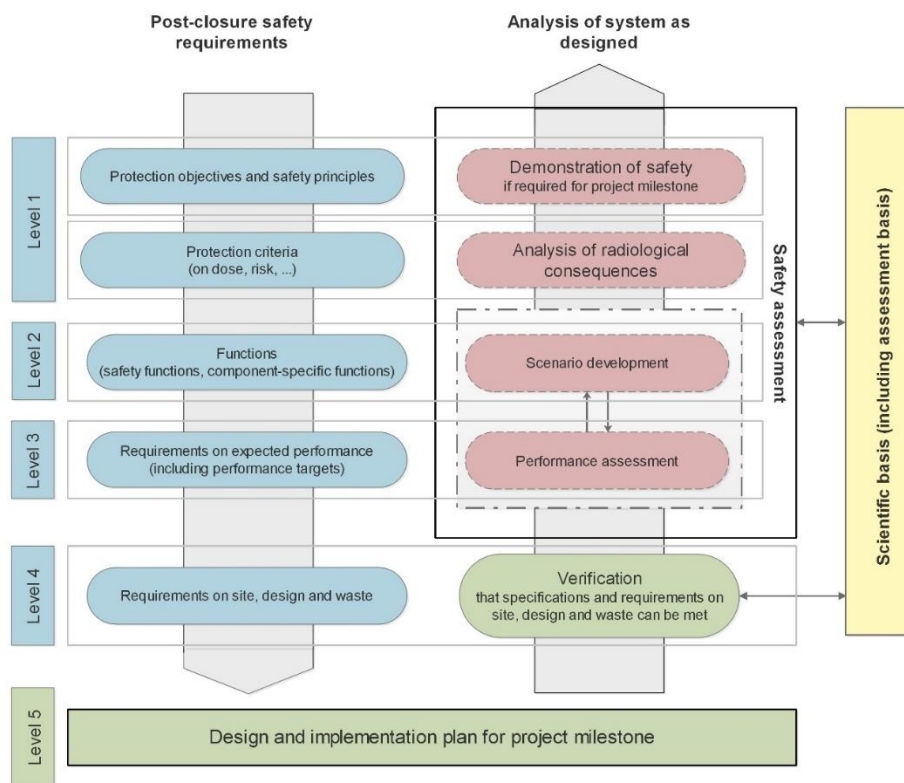 Post-closure safety
requirements
Analysis of system as
designed
Level 1
Protection objectives and safety principles
Demonstration of safety
if required for project milestone
Protection criteria
(on dose, risk, ...)
Analysis of radiological
consequences
Level 2
Functions
(safety functions, component-specific functions)
Scenario development
Level 3
Requirements on expected performance
(including performance targets)
Performance assessment
Safety assessment
Scientific basis (including assessment basis)
Level 4
Requirements on site, design and waste
Verification
that specifications and requirements on
site, design and waste can be met
Level 5
Design and implementation plan for project milestone